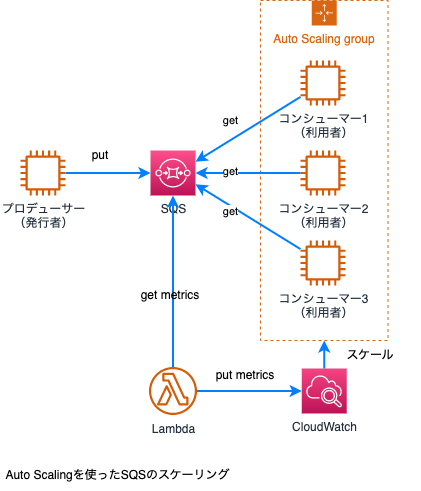 Auto Scaling group
コンシューマー1
（利用者）
get
put
get
コンシューマー2
（利用者）
プロデューサー
（発行者）
SQS
get
コンシューマー3
（利用者）
get metrics
スケール
put metrics
Lambda
CloudWatch
Auto Scalingを使ったSQSのスケーリング